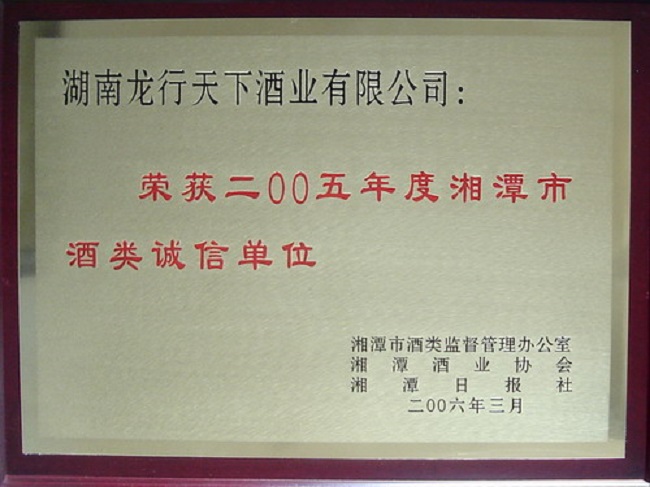 湖南龙行天下酒业有限公司：
荣获二00五年度湘潭市
酒类诚信单位
湘潭市酒类监督管理办公室
湘潭酒业协会
湘潭日报社
二00六年三月